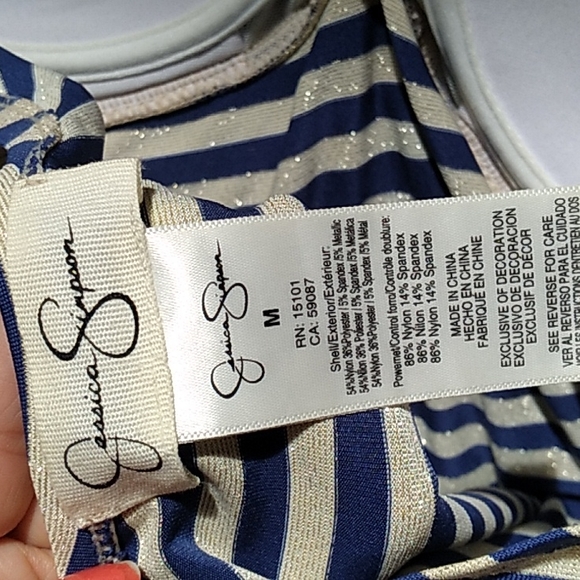 Jessica Simpson
Jessica Simpson
M
RN: 15101
CA: 59087
Shell/Exterior/Extérieur:
54%Nylon 36%Polyester / 5% Spandex /5% Metallic
54%Nilon 36% Poliester / 5% Spandex /5% Metálica
54%Nylon 36%Polyester / 5% Spandex /5% Métal
Powernet/Control forro/Contrôle doublure:
86% Nylon 14% Spandex
86% Nilon 14% Spandex
86% Nylon 14% Spandex
MADE IN CHINA
HECHO EN CHINA
FABRIQUÉ EN CHINE
EXCLUSIVE OF DECORATION
EXCLUSIVO DE DECORACION
EXCLUSIF DE DÉCOR
SEE REVERSE FOR CARE
VER AL REVERSO PARA EL CUIDADO